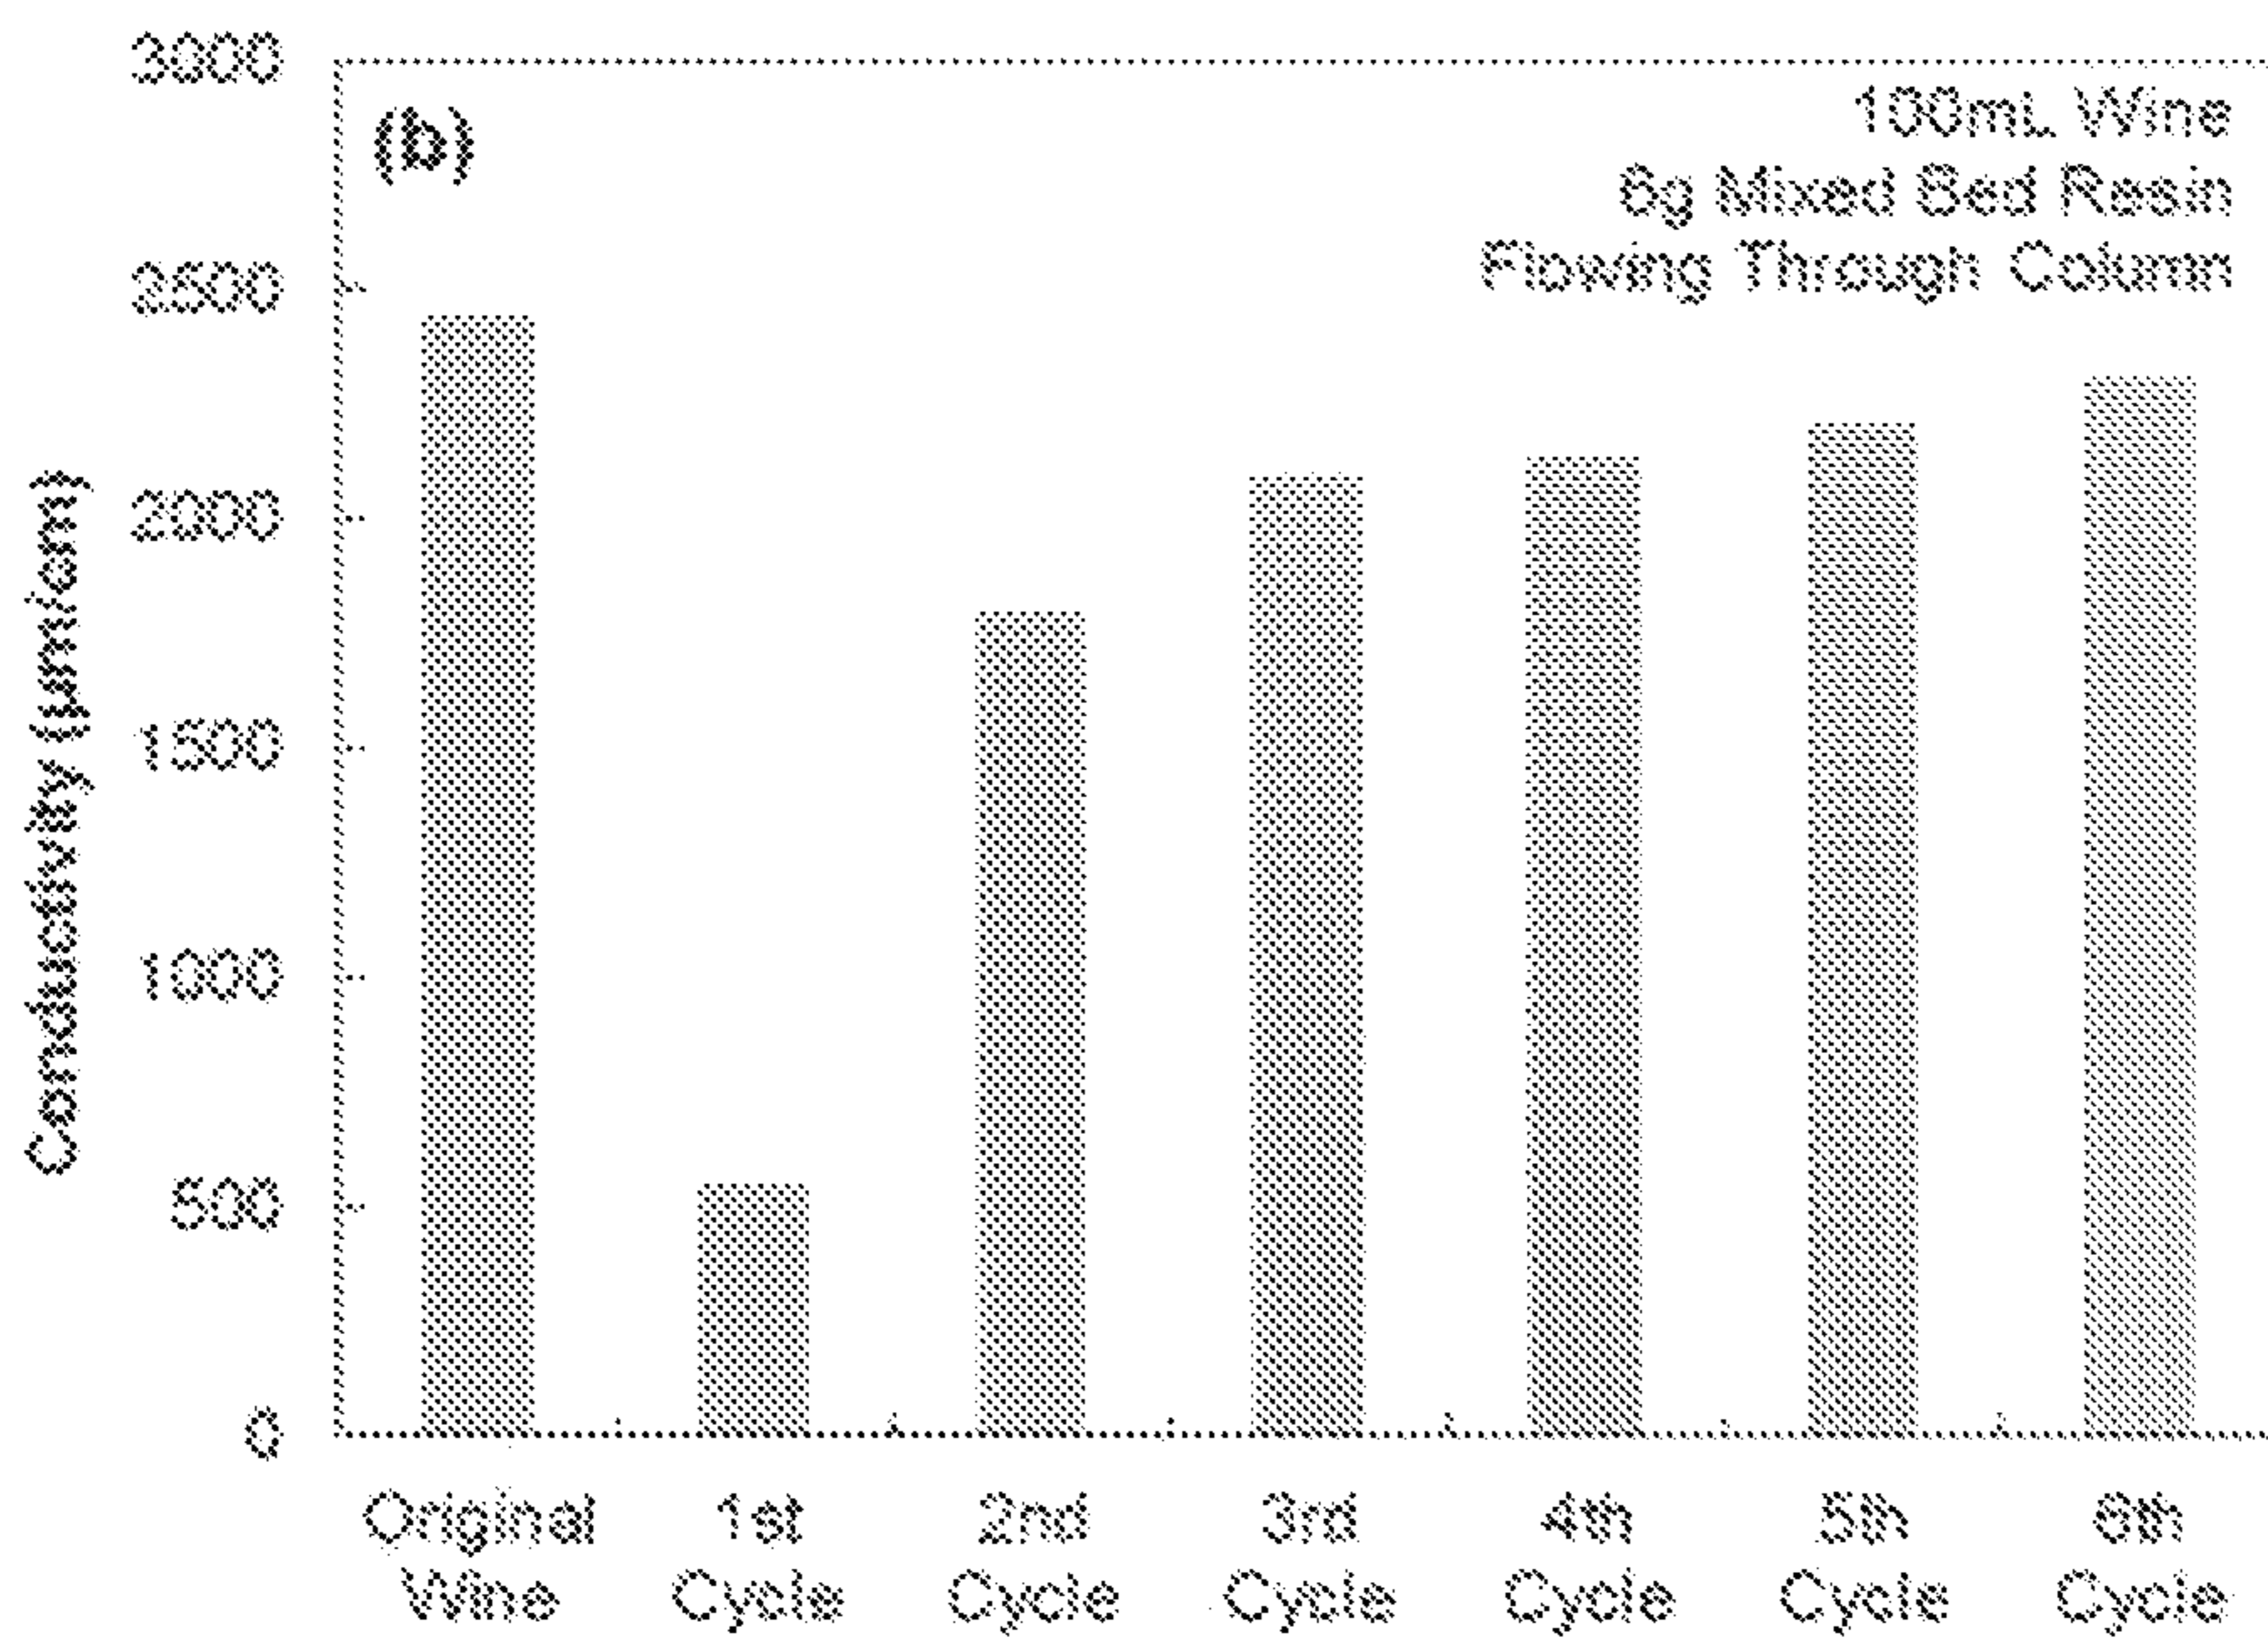 3000
(b)
100mL Wine
6g Mixed Bed Resin
Flowing Through Column
2500
2000
1500
1000
500
0
Conductivity (µm/cm)
Original Wine
1st Cycle
2nd Cycle
3rd Cycle
4th Cycle
5th Cycle
6th Cycle